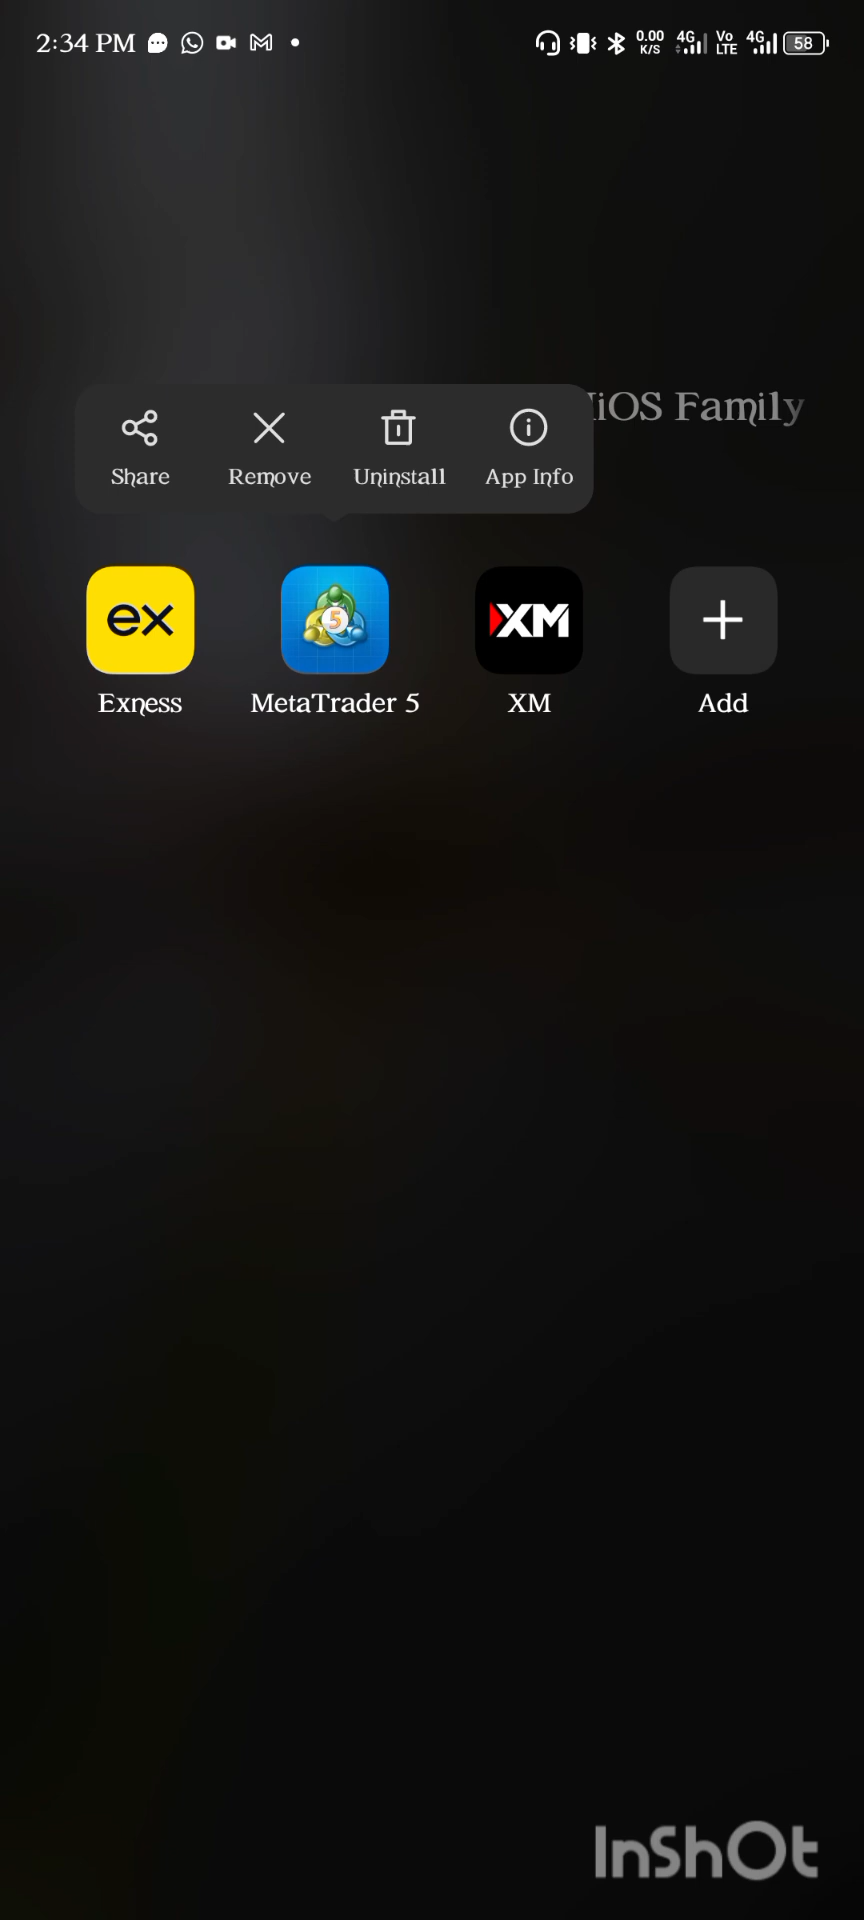 2:34 PM
0.00 K/S 4G Vo LTE 4G 58
iOS Family
Share Remove Uninstall App Info
ex 5 XM
Exness MetaTrader 5 XM Add
InShOt